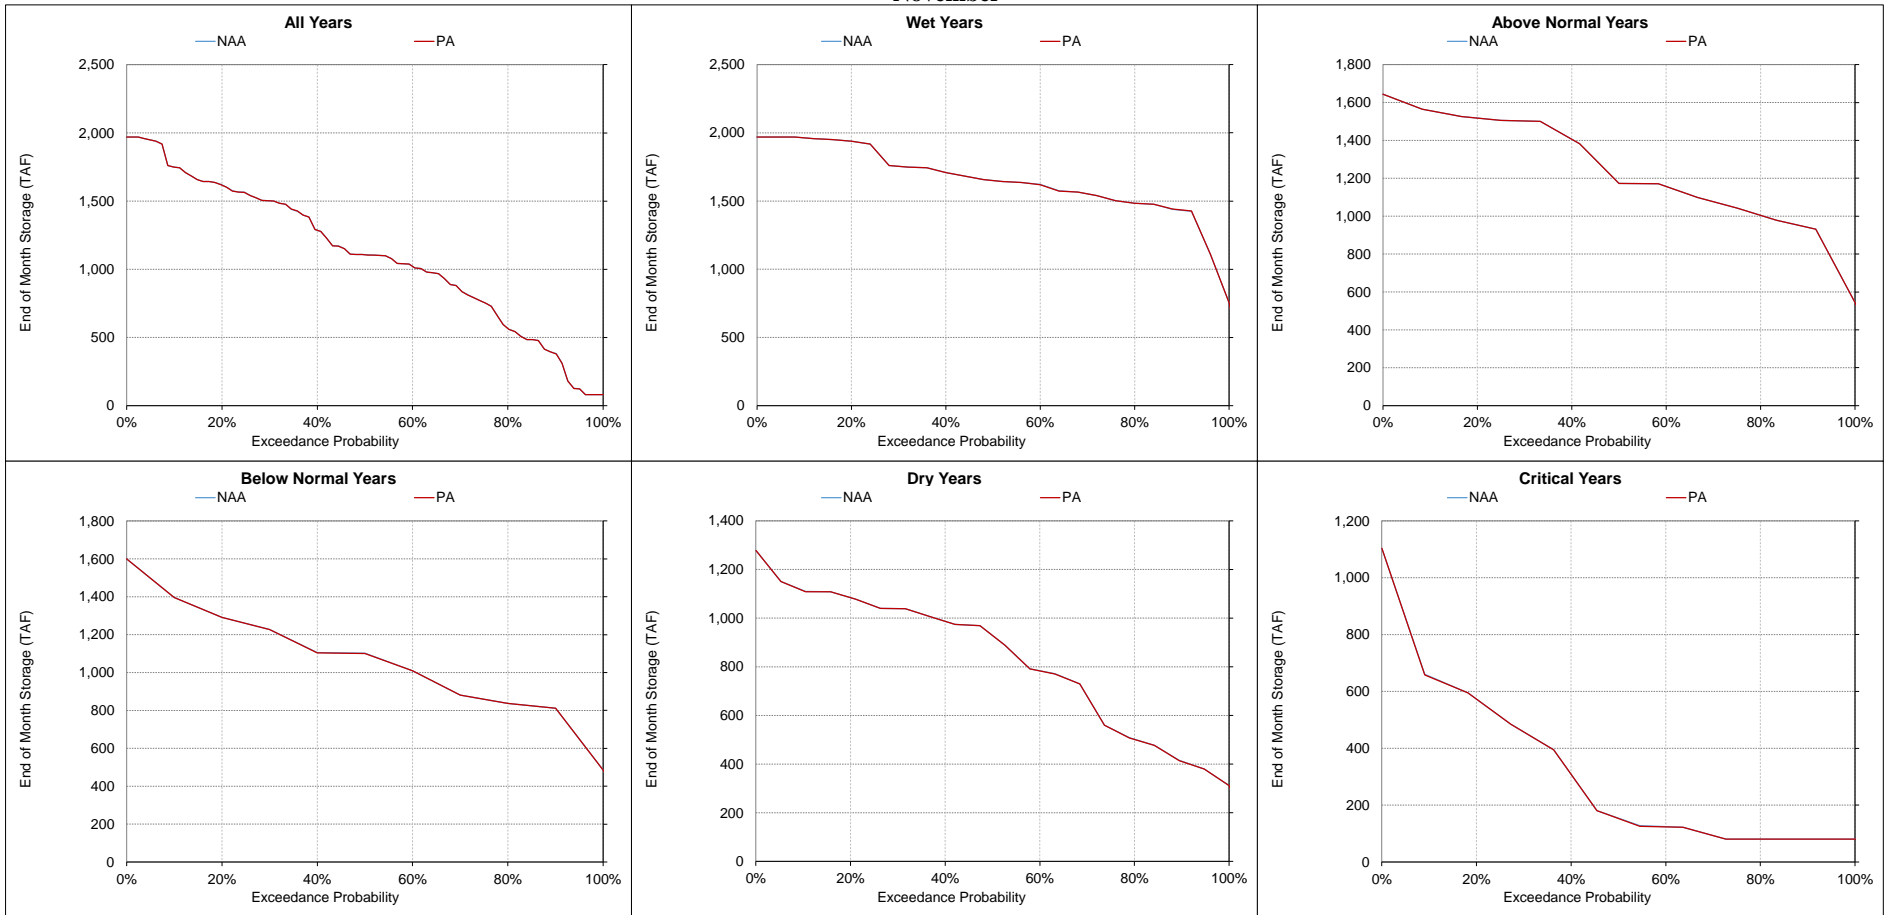 All Years
NAA PA
End of Month Storage (TAF)
2,500
2,000
1,500
1,000
500
0
0% 20% 40% 60% 80% 100%
Exceedance Probability
Wet Years
NAA PA
End of Month Storage (TAF)
2,500
2,000
1,500
1,000
500
0
0% 20% 40% 60% 80% 100%
Exceedance Probability
Above Normal Years
NAA PA
End of Month Storage (TAF)
1,800
1,600
1,400
1,200
1,000
800
600
400
200
0
0% 20% 40% 60% 80% 100%
Exceedance Probability
Below Normal Years
NAA PA
End of Month Storage (TAF)
1,800
1,600
1,400
1,200
1,000
800
600
400
200
0
0% 20% 40% 60% 80% 100%
Exceedance Probability
Dry Years
NAA PA
End of Month Storage (TAF)
1,400
1,200
1,000
800
600
400
200
0
0% 20% 40% 60% 80% 100%
Exceedance Probability
Critical Years
NAA PA
End of Month Storage (TAF)
1,200
1,000
800
600
400
200
0
0% 20% 40% 60% 80% 100%
Exceedance Probability